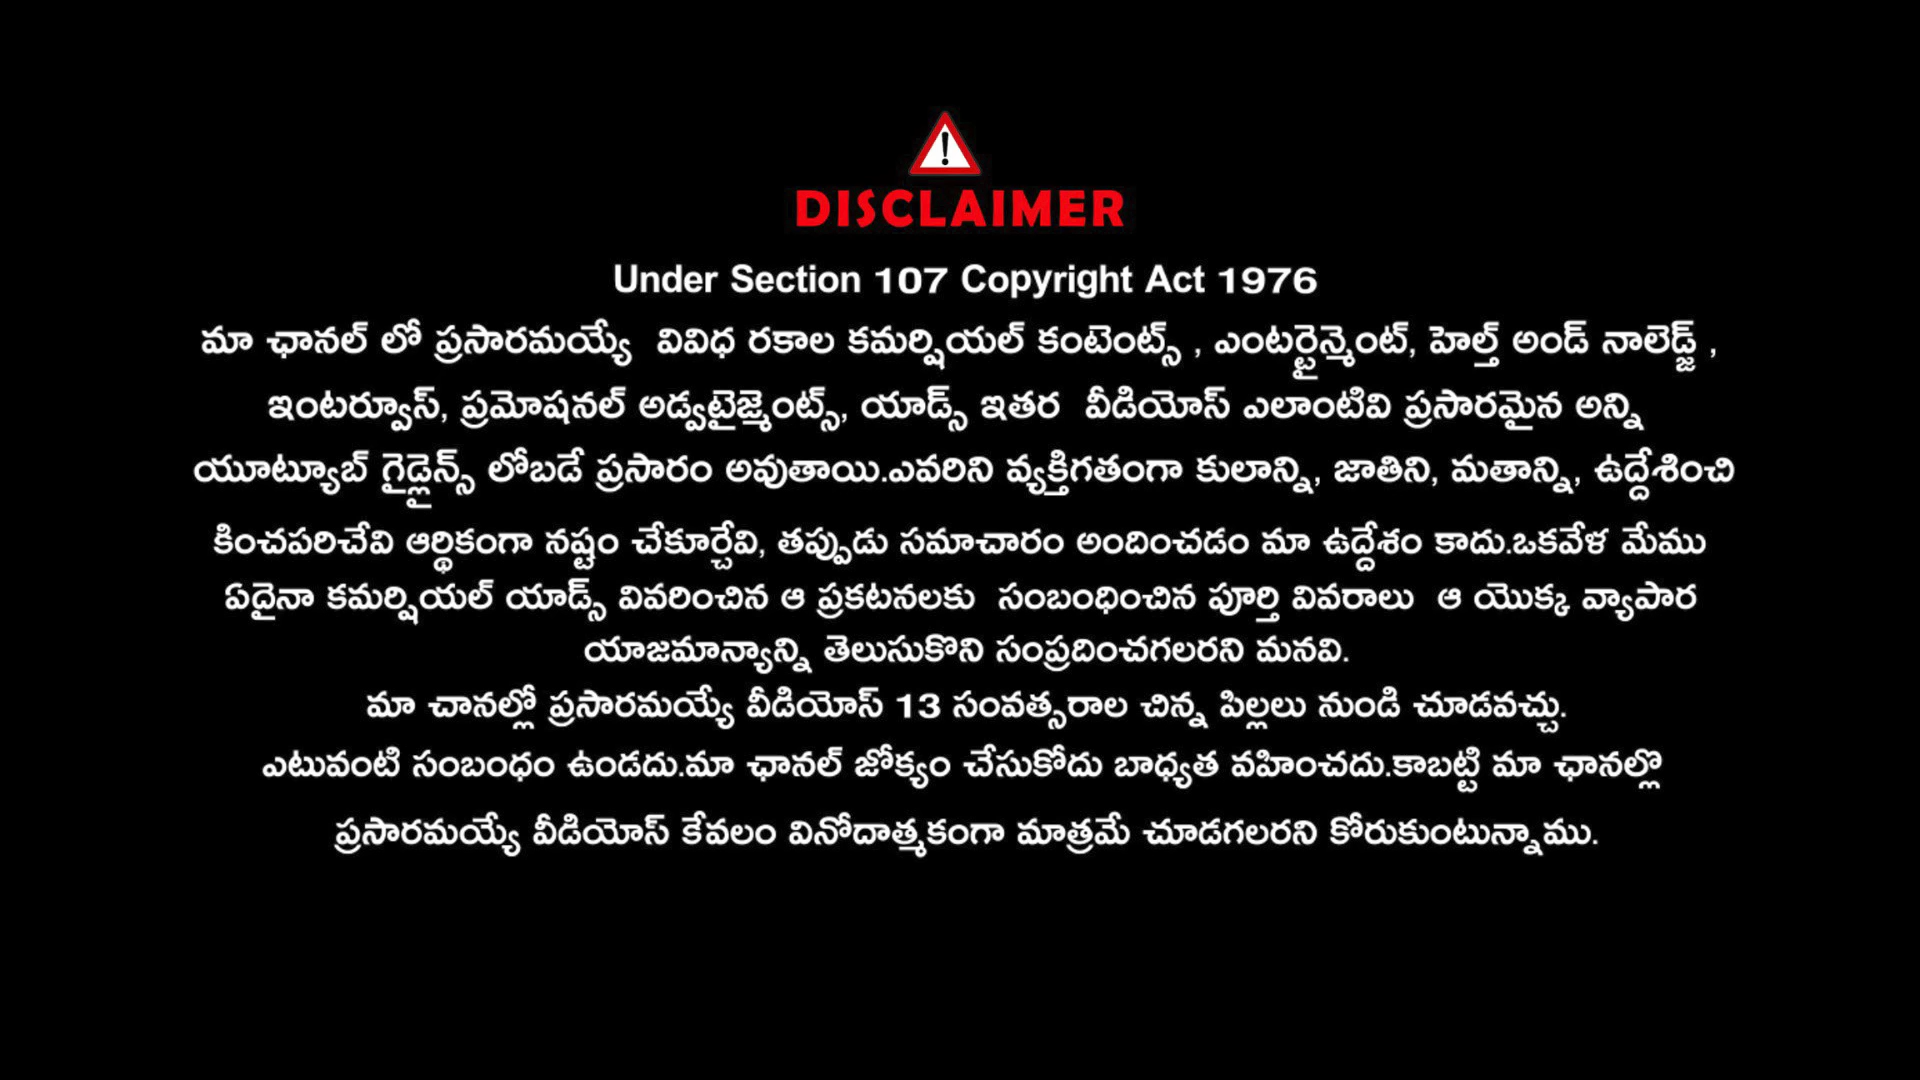 DISCLAIMER
Under Section 107 Copyright Act 1976
మా ఛానల్ లో ప్రసారమయ్యే వివిధ రకాల కమర్షియల్ కంటెంట్స్ , ఎంటర్టైన్మెంట్, హెల్త్ అండ్ నాలెడ్జ్ ,
ఇంటర్వూస్, ప్రమోషనల్ అడ్వటైజ్మెంట్స్, యాడ్స్ ఇతర వీడియోస్ ఎలాంటివి ప్రసారమైన అన్ని
యూట్యూబ్ గైడ్లైన్స్ లోబడే ప్రసారం అవుతాయి.ఎవరిని వ్యక్తిగతంగా కులాన్ని, జాతిని, మతాన్ని, ఉద్దేశించి
కించపరిచేవి ఆర్థికంగా నష్టం చేకూర్చేవి, తప్పుడు సమాచారం అందించడం మా ఉద్దేశం కాదు.ఒకవేళ మేము
ఏదైనా కమర్షియల్ యాడ్స్ వివరించిన ఆ ప్రకటనలకు సంబంధించిన పూర్తి వివరాలు ఆ యొక్క వ్యాపార
యాజమాన్యాన్ని తెలుసుకొని సంప్రదించగలరని మనవి.
మా చానల్లో ప్రసారమయ్యే వీడియోస్ 13 సంవత్సరాల చిన్న పిల్లలు నుండి చూడవచ్చు.
ఎటువంటి సంబంధం ఉండదు.మా ఛానల్ జోక్యం చేసుకోదు బాధ్యత వహించదు.కాబట్టి మా ఛానల్లొ
ప్రసారమయ్యే వీడియోస్ కేవలం వినోదాత్మకంగా మాత్రమే చూడగలరని కోరుకుంటున్నాము.